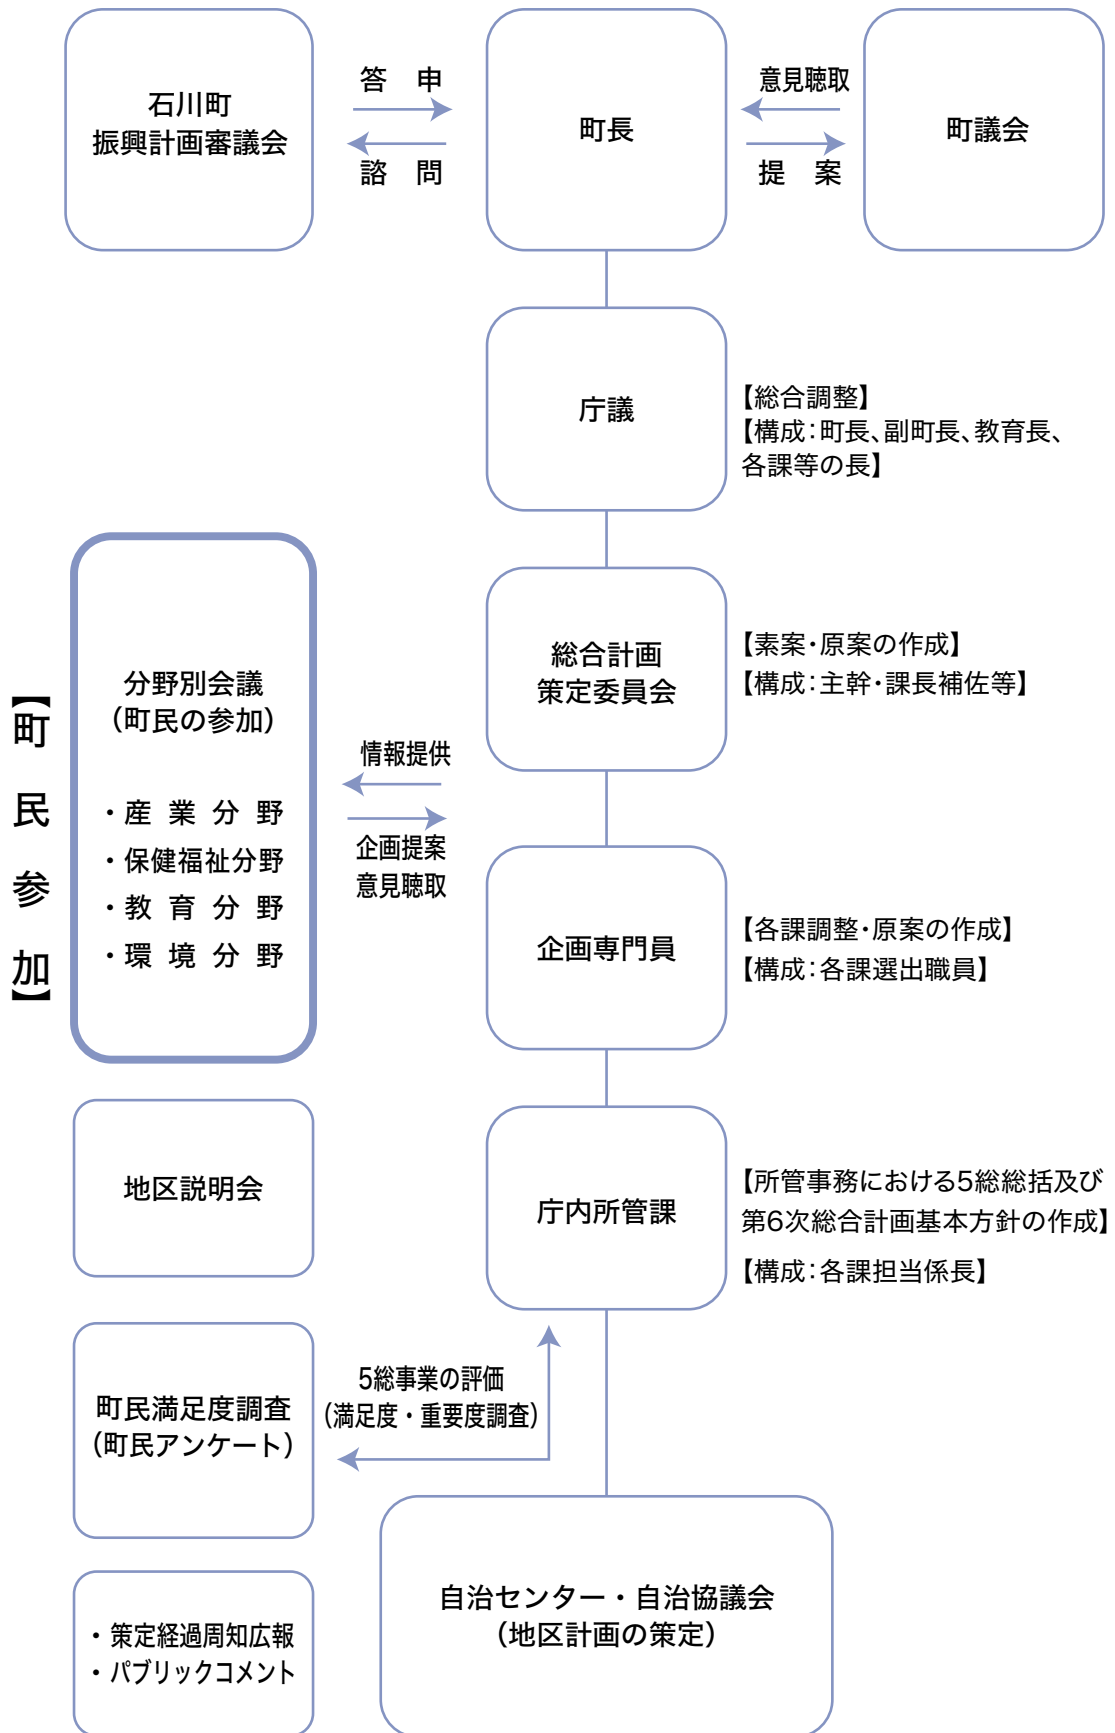 石川町
振興計画審議会
答　申
諮　問
町長
意見聴取
提　案
町議会
庁議
【総合調整】
【構成：町長、副町長、教育長、
各課等の長】
【町民参加】
分野別会議
（町民の参加）
・産業分野
・保健福祉分野
・教育分野
・環境分野
情報提供
企画提案
意見聴取
総合計画
策定委員会
【素案・原案の作成】
【構成：主幹・課長補佐等】
企画専門員
【各課調整・原案の作成】
【構成：各課選出職員】
地区説明会
庁内所管課
【所管事務における5総総括及び
第6次総合計画基本方針の作成】
【構成：各課担当係長】
町民満足度調査
（町民アンケート）
5総事業の評価
（満足度・重要度調査）
・策定経過周知広報
・パブリックコメント
自治センター・自治協議会
（地区計画の策定）